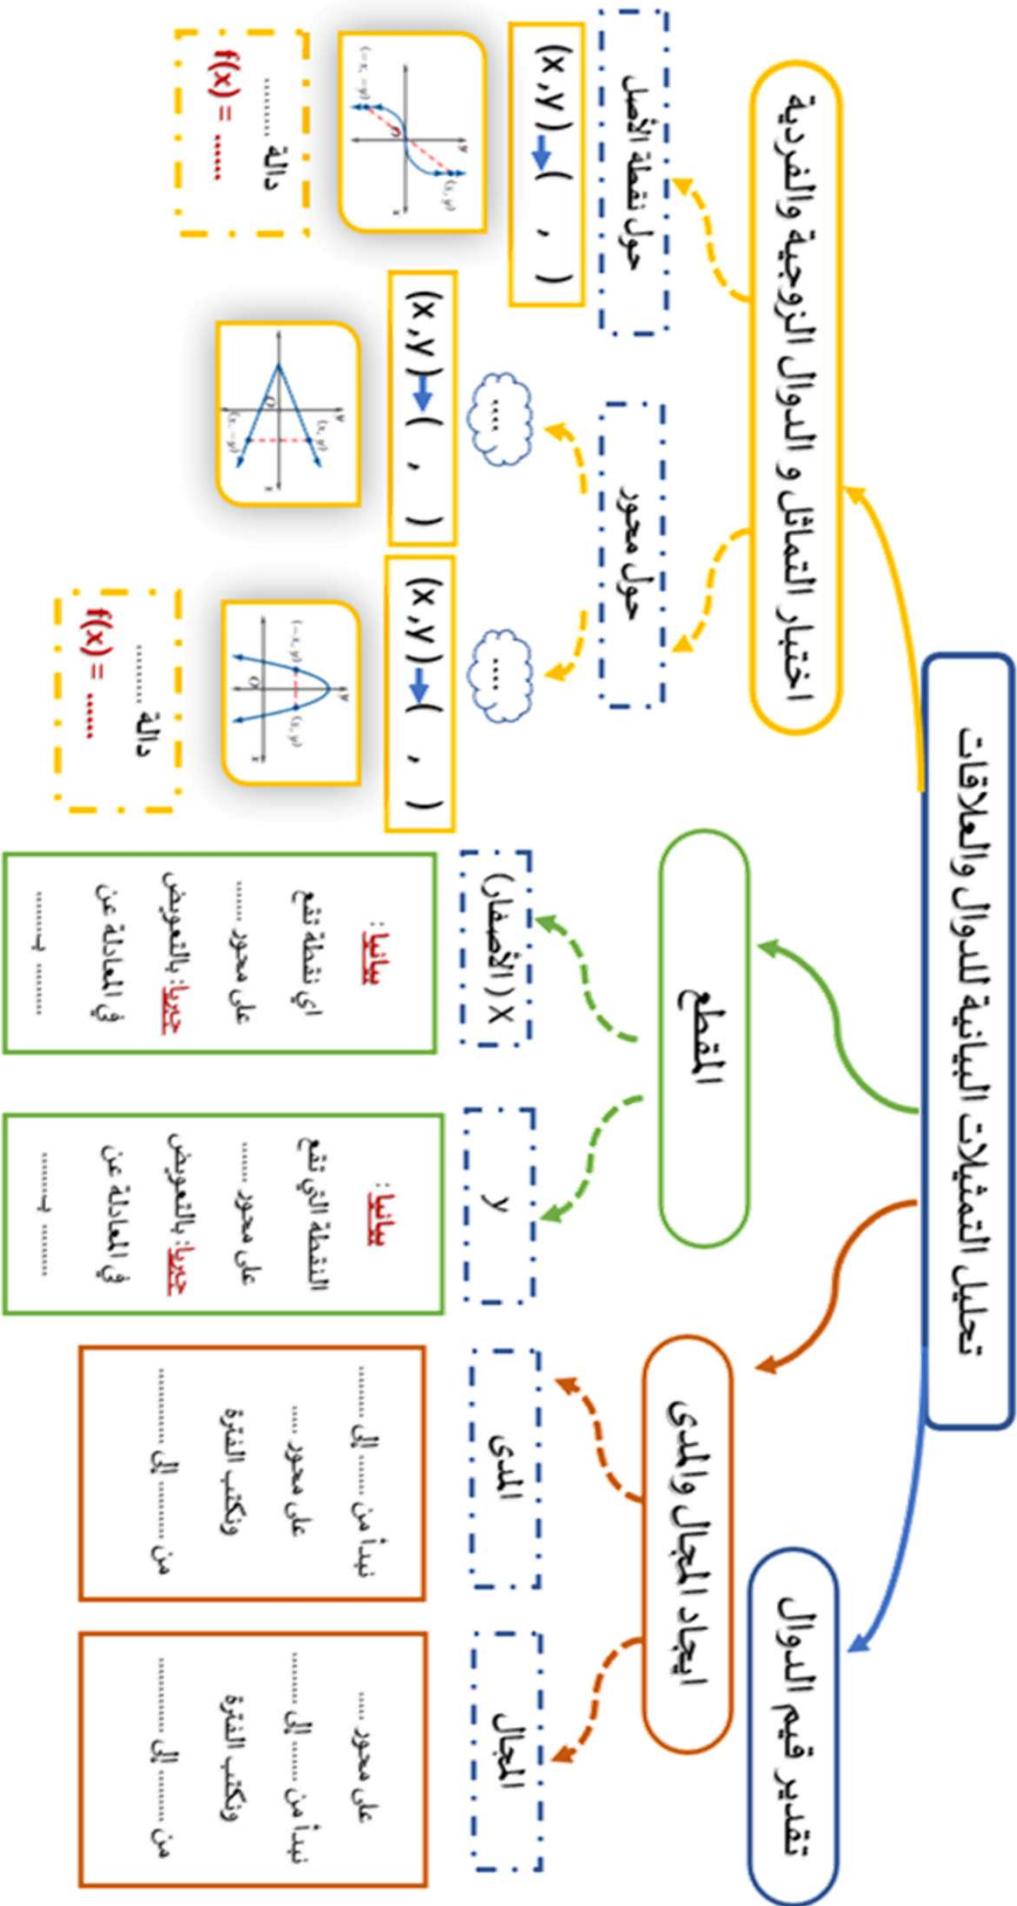 تحليل التمثيلات البيانية للدوال والعلاقات
تقدير قيم الدوال
ايجاد المجال والمدى
المجال
على محور .....
نبدأ من ....... إلى ..........
ونكتب الفترة
من .......... إلى ............
المدى
نبدأ من ....... إلى ........
على محور .....
ونكتب الفترة
من .......... إلى ............
المقطع
y
بيانيا:
النقطة التي تقع
على محور .......
جبريا: بالتعويض
في المعادلة عن
......... بـ........
X ( الأصفار)
بيانيا:
اي نقطة تقع
على محور .......
جبريا: بالتعويض
في المعادلة عن
......... بـ........
اختبار التماثل و الدوال الزوجية والفردية
حول محور
....
(x ,y) ( , )
y
(−x, y)
(x, y)
O
x
دالة .........
f(x) = .......
....
(x ,y) ( , )
y
(x, y)
O
(x, −y)
x
حول نقطة الأصل
(x ,y) ( , )
y
(x, y)
O
(−x, −y)
x
دالة .........
f(x) = .......